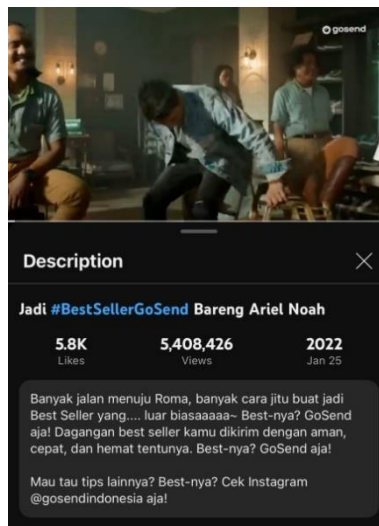 gosend
Description
Jadi #BestSellerGoSend Bareng Ariel Noah
5.8K 5,408,426 2022
Likes Views Jan 25
Banyak jalan menuju Roma, banyak cara jitu buat jadi
Best Seller yang.... luar biasaaaaa~ Best-nya? GoSend
aja! Dagangan best seller kamu dikirim dengan aman,
cepat, dan hemat tentunya. Best-nya? GoSend aja!
Mau tau tips lainnya? Best-nya? Cek Instagram
@gosendindonesia aja!